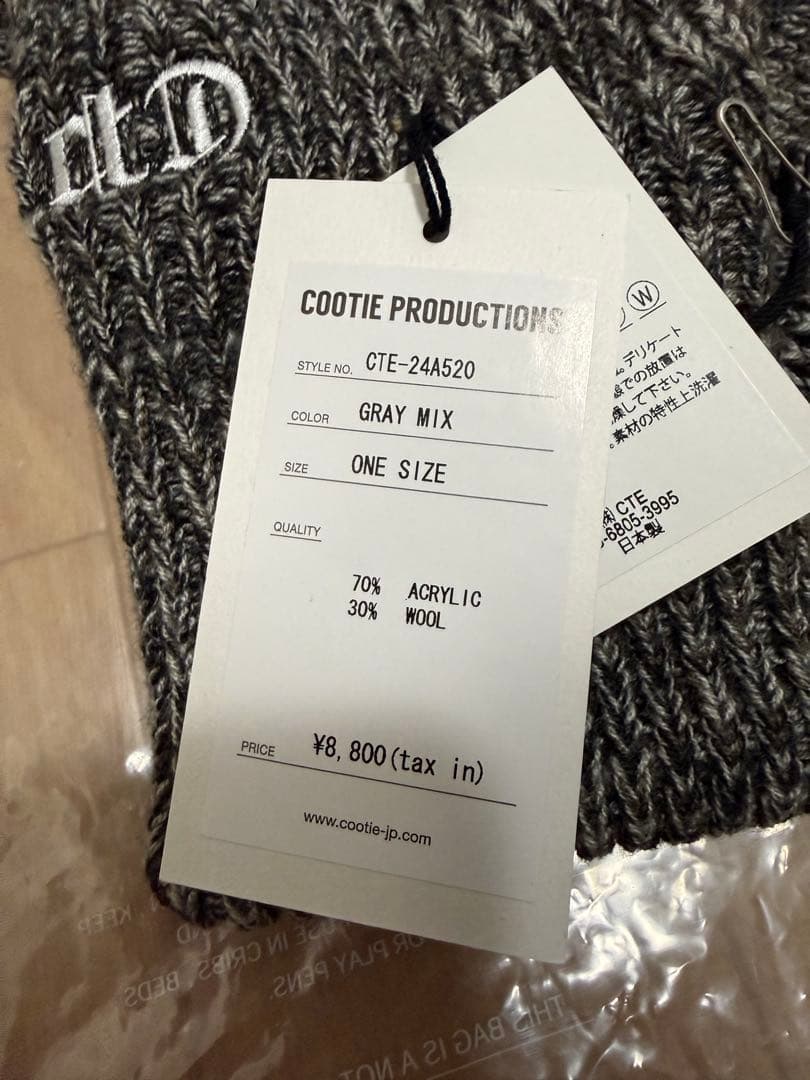 COOTIE PRODUCTIONS
STYLE NO. CTE-24A520
COLOR GRAY MIX
SIZE ONE SIZE
QUALITY
70% ACRYLIC
30% WOOL
PRICE ¥8,800(tax in)
www.cootie-jp.com
W
デリケート
での放置は
して下さい。
素材の特性上洗濯
㈱ CTE
-6805-3995
日本製
KEEP
USE IN CRIBS, BEDS
OR PLAY PENS.
THIS BAG IS A NOT